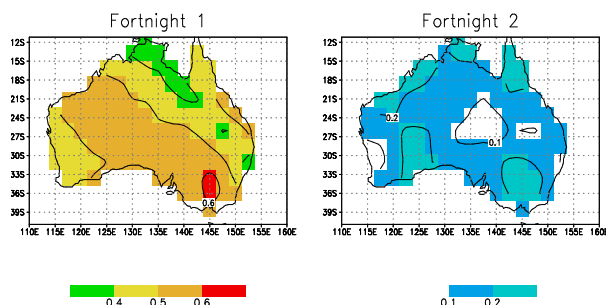 Fortnight 1
Fortnight 2
12S
15S
18S
21S
24S
27S
30S
33S
36S
39S
0.6
110E 115E 120E 125E 130E 135E 140E 145E 150E 155E 160E
12S
15S
18S
21S
24S
27S
30S
33S
36S
39S
0.2
0.1
110E 115E 120E 125E 130E 135E 140E 145E 150E 155E 160E
0.4 0.5 0.6
0.1 0.2